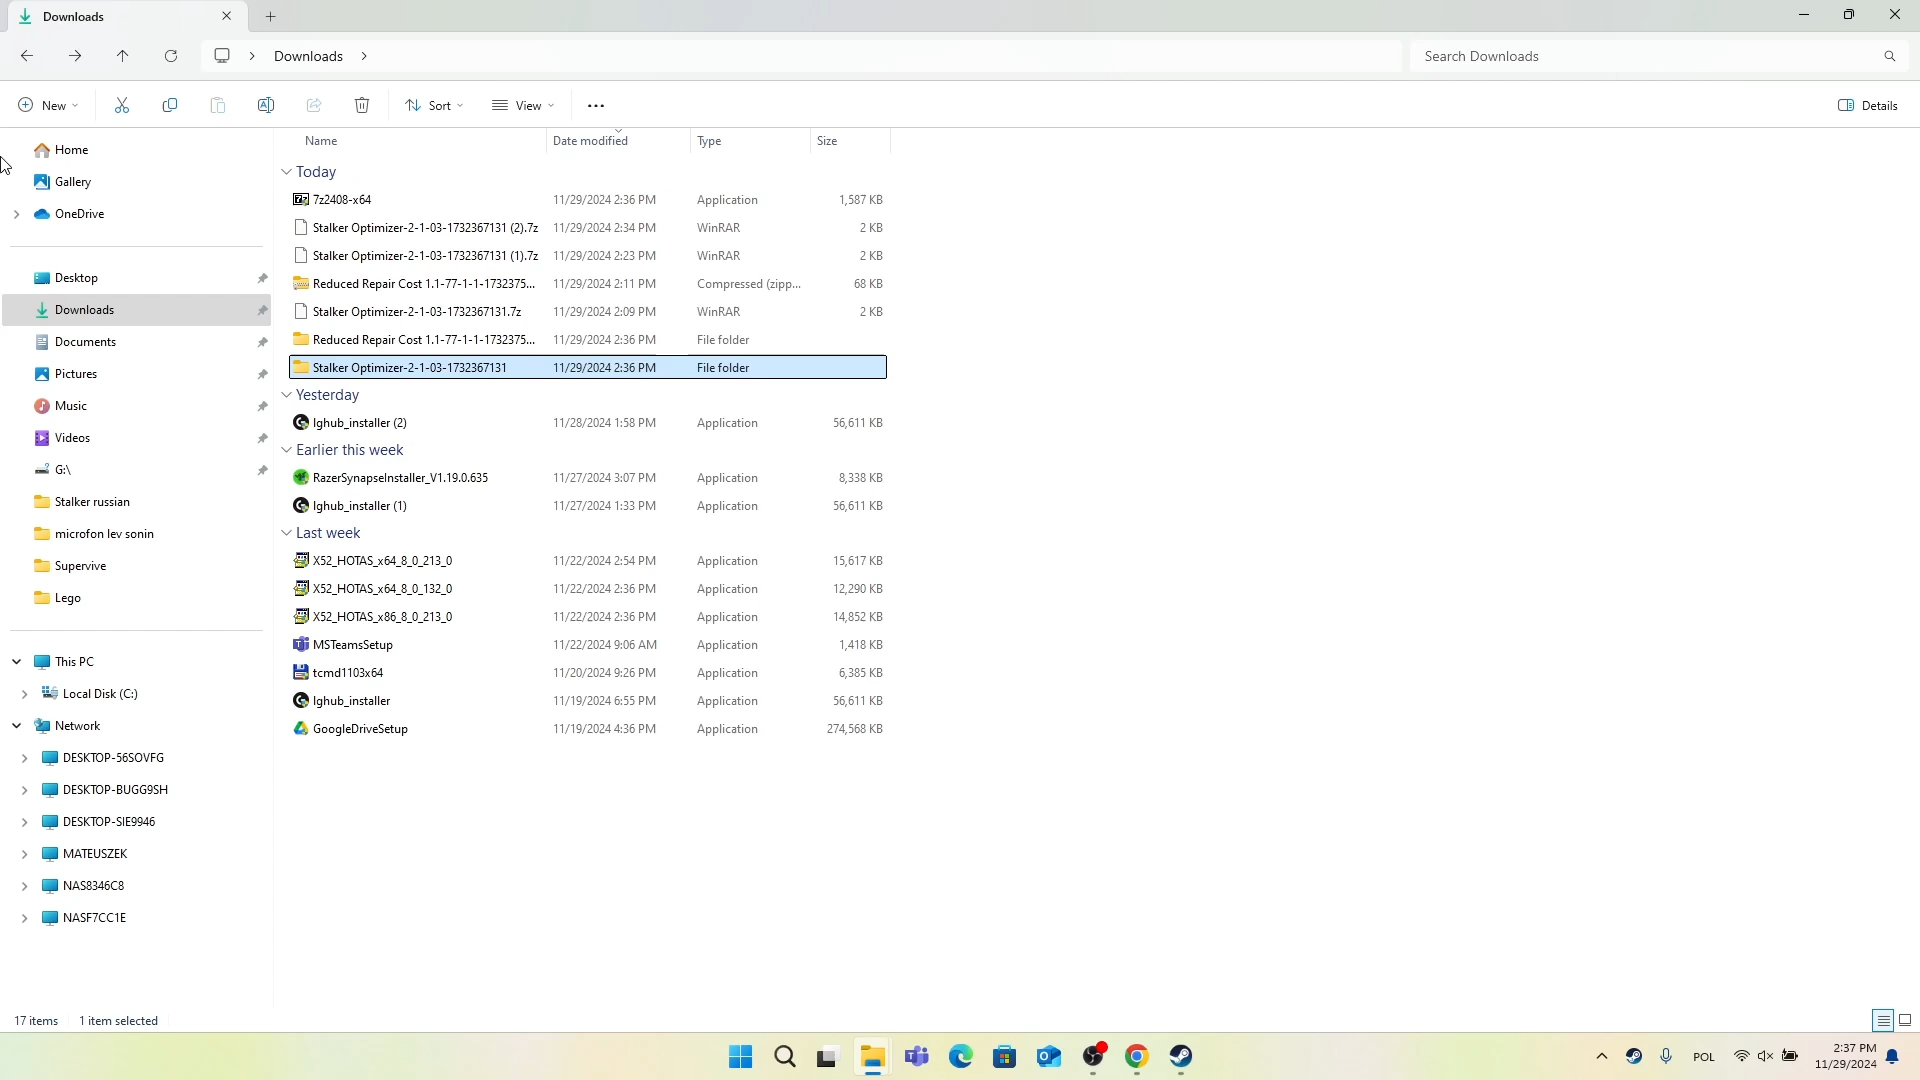 Downloads
Downloads
Search Downloads
New
Sort
View
Details
Name
Date modified
Type
Size
Home
Gallery
OneDrive
Desktop
Downloads
Documents
Pictures
Music
Videos
G:\
Stalker russian
microfon lev sonin
Supervive
Lego
This PC
Local Disk (C:)
Network
DESKTOP-56SOVFG
DESKTOP-BUGG9SH
DESKTOP-SIE9946
MATEUSZEK
NAS8346C8
NASF7CC1E
Today
7z2408-x64 11/29/2024 2:36 PM Application 1,587 KB
Stalker Optimizer-2-1-03-1732367131 (2).7z 11/29/2024 2:34 PM WinRAR 2 KB
Stalker Optimizer-2-1-03-1732367131 (1).7z 11/29/2024 2:23 PM WinRAR 2 KB
Reduced Repair Cost 1.1-77-1-1-1732375... 11/29/2024 2:11 PM Compressed (zipp... 68 KB
Stalker Optimizer-2-1-03-1732367131.7z 11/29/2024 2:09 PM WinRAR 2 KB
Reduced Repair Cost 1.1-77-1-1-1732375... 11/29/2024 2:36 PM File folder
Stalker Optimizer-2-1-03-1732367131 11/29/2024 2:36 PM File folder
Yesterday
lghub_installer (2) 11/28/2024 1:58 PM Application 56,611 KB
Earlier this week
RazerSynapseInstaller_V1.19.0.635 11/27/2024 3:07 PM Application 8,338 KB
lghub_installer (1) 11/27/2024 1:33 PM Application 56,611 KB
Last week
X52_HOTAS_x64_8_0_213_0 11/22/2024 2:54 PM Application 15,617 KB
X52_HOTAS_x64_8_0_132_0 11/22/2024 2:36 PM Application 12,290 KB
X52_HOTAS_x86_8_0_213_0 11/22/2024 2:36 PM Application 14,852 KB
MSTeamsSetup 11/22/2024 9:06 AM Application 1,418 KB
tcmd1103x64 11/20/2024 9:26 PM Application 6,385 KB
lghub_installer 11/19/2024 6:55 PM Application 56,611 KB
GoogleDriveSetup 11/19/2024 4:36 PM Application 274,568 KB
17 items 1 item selected
POL
2:37 PM
11/29/2024